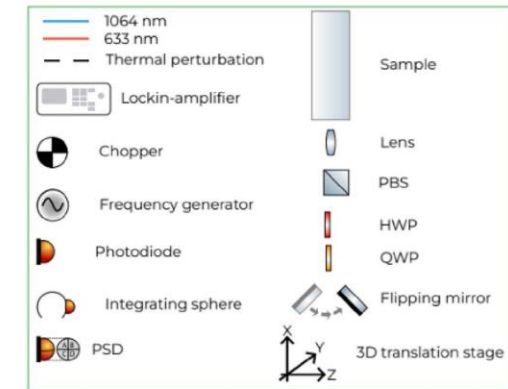 1064 nm
633 nm
Thermal perturbation
Lockin-amplifier
Chopper
Frequency generator
Photodiode
Integrating sphere
A B
C D
PSD
Sample
Lens
PBS
HWP
QWP
Flipping mirror
X
Y
Z
3D translation stage